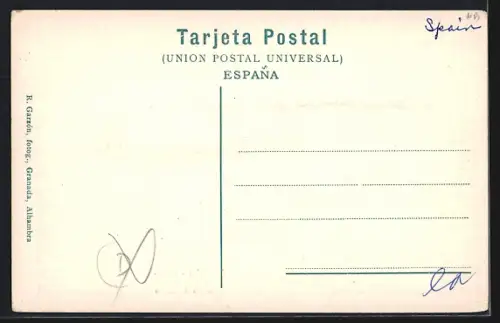 Spain
Tarjeta Postal
(UNION POSTAL UNIVERSAL)
ESPAÑA
R. Garzón, fotog., Granada, Alhambra